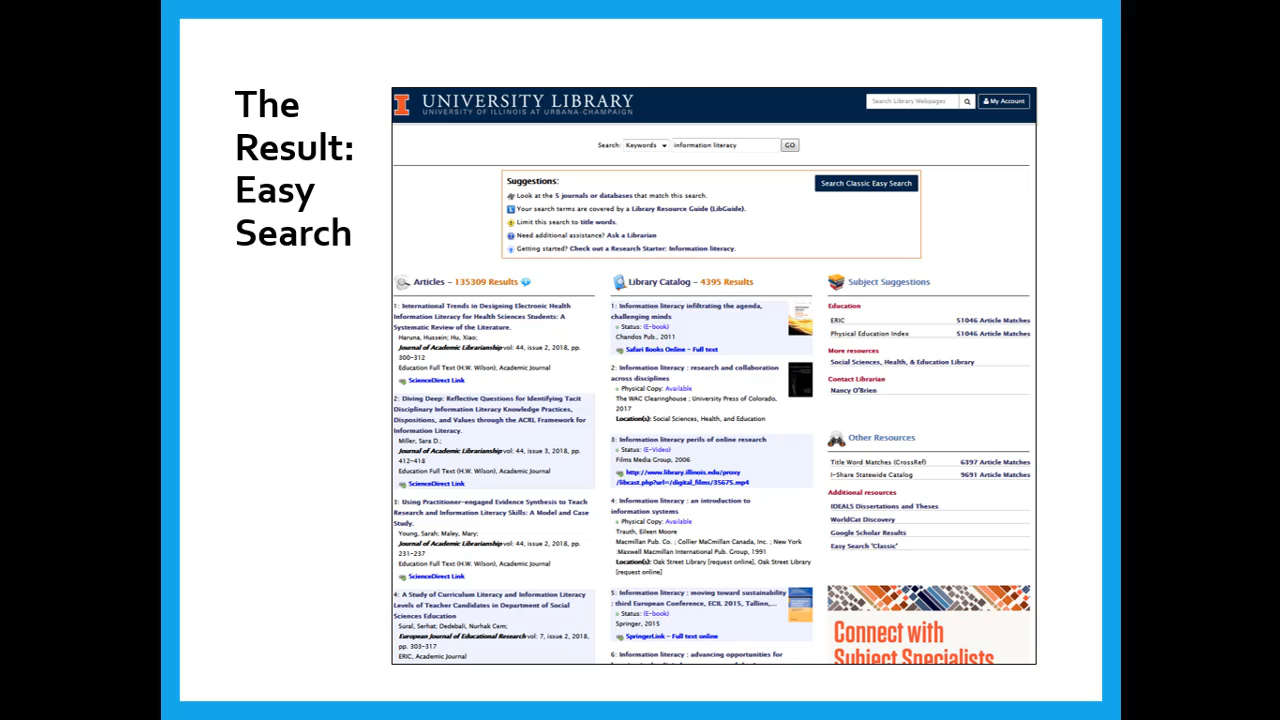 The
Result:
Easy
Search
UNIVERSITY LIBRARY
UNIVERSITY OF ILLINOIS AT URBANA-CHAMPAIGN
Search Library Webpages
My Account
Search: Keywords information literacy GO
Suggestions:
Search Classic Easy Search
Look at the 5 journals or databases that match this search.
Your search terms are covered by a Library Resource Guide (LibGuide).
Limit this search to title words.
Need additional assistance? Ask a Librarian
Getting started? Check out a Research Starter: Information literacy.
Articles - 135309 Results
1: International Trends in Designing Electronic Health
Information Literacy for Health Sciences Students: A
Systematic Review of the Literature.
Haruna, Hussein; Hu, Xiao;
Journal of Academic Librarianship vol: 44, issue 2, 2018, pp.
300-312
Education Full Text (H.W. Wilson), Academic Journal
ScienceDirect Link
2: Diving Deep: Reflective Questions for Identifying Tacit
Disciplinary Information Literacy Knowledge Practices,
Dispositions, and Values through the ACRL Framework for
Information Literacy.
Miller, Sara D.;
Journal of Academic Librarianship vol: 44, issue 3, 2018, pp.
412-418
Education Full Text (H.W. Wilson), Academic Journal
ScienceDirect Link
3: Using Practitioner-engaged Evidence Synthesis to Teach
Research and Information Literacy Skills: A Model and Case
Study.
Young, Sarah; Maley, Mary;
Journal of Academic Librarianship vol: 44, issue 2, 2018, pp.
231-237
Education Full Text (H.W. Wilson), Academic Journal
ScienceDirect Link
4: A Study of Curriculum Literacy and Information Literacy
Levels of Teacher Candidates in Department of Social
Sciences Education
Sural, Serhat; Dedebali, Nurhak Cem;
European Journal of Educational Research vol: 7, issue 2, 2018,
pp. 303-317
ERIC, Academic Journal
Library Catalog - 4395 Results
1: Information literacy infiltrating the agenda,
challenging minds
Status: (E-book)
Chandos Pub., 2011
Safari Books Online - Full text
2: Information literacy : research and collaboration
across disciplines
Physical Copy: Available
The WAC Clearinghouse ; University Press of Colorado,
2017
Location(s): Social Sciences, Health, and Education
3: Information literacy perils of online research
Status: (E-Video)
Films Media Group, 2006
http://www.library.illinois.edu/proxy
/libcast.php?url=/digital_films/35675.mp4
4: Information literacy : an introduction to
information systems
Physical Copy: Available
Trauth, Eileen Moore
Macmillan Pub. Co. ; Collier MacMillan Canada, Inc. ; New York
:Maxwell Macmillan International Pub. Group, 1991
Location(s): Oak Street Library [request online], Oak Street Library
[request online]
5: Information literacy : moving toward sustainability
: third European Conference, ECIL 2015, Tallinn,...
Status: (E-book)
Springer, 2015
SpringerLink - Full text online
6: Information literacy : advancing opportunities for
Subject Suggestions
Education
ERIC 51046 Article Matches
Physical Education Index 51046 Article Matches
More resources
Social Sciences, Health, & Education Library
Contact Librarian
Nancy O'Brien
Other Resources
Title Word Matches (CrossRef) 6397 Article Matches
I-Share Statewide Catalog 9691 Article Matches
Additional resources
IDEALS Dissertations and Theses
WorldCat Discovery
Google Scholar Results
Easy Search 'Classic'
Connect with
Subject Specialists